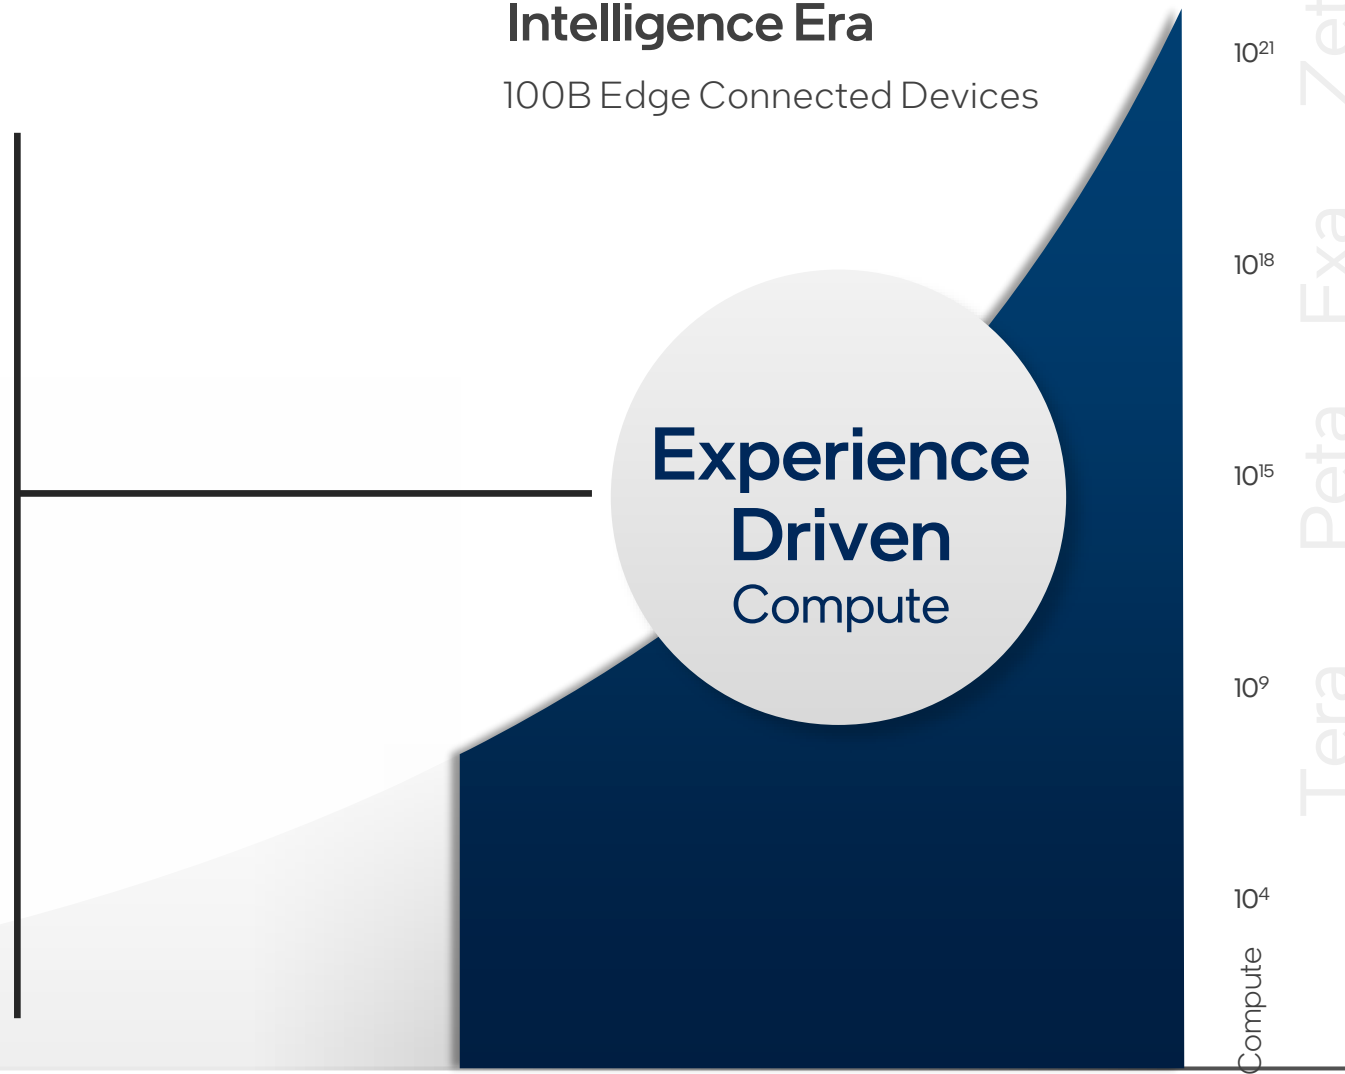 Intelligence Era
100B Edge Connected Devices
Experience
Driven
Compute
10²¹
10¹⁸
10¹⁵
10⁹
10⁴
Compute
Exa
Peta
Tera